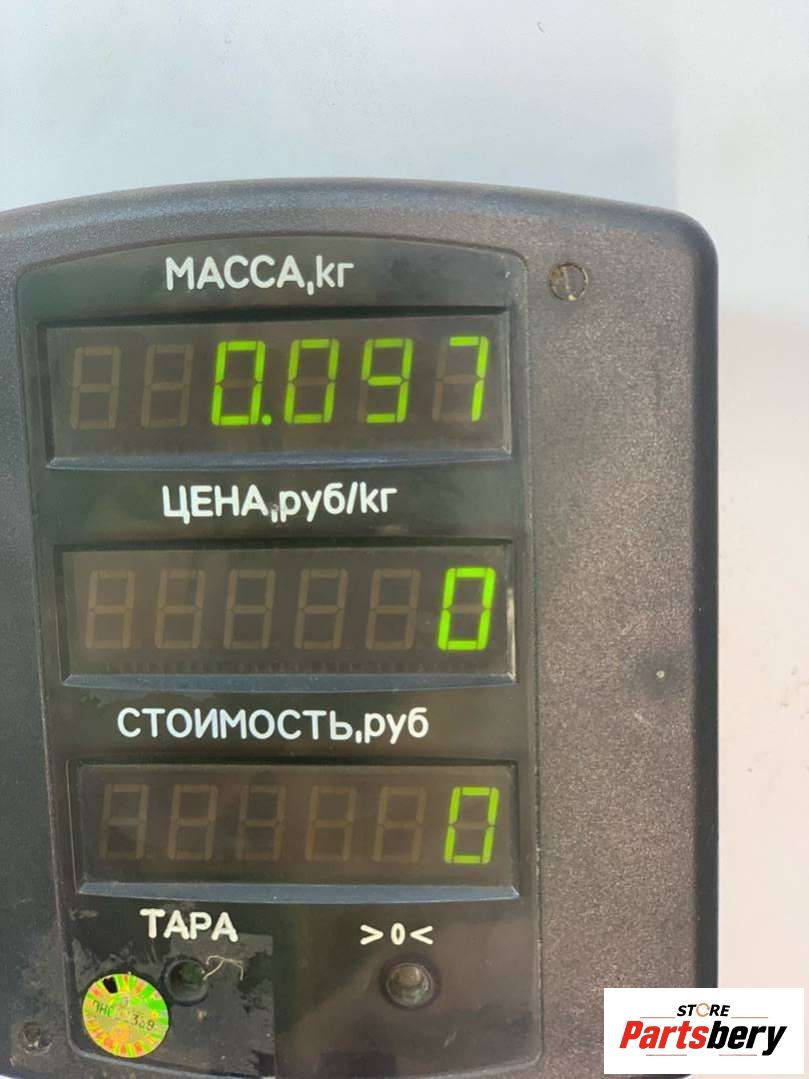 МАССА,кг
0.097
ЦЕНА,руб/кг
0
СТОИМОСТЬ,руб
0
ТАРА >0<
STORE
Partsbery